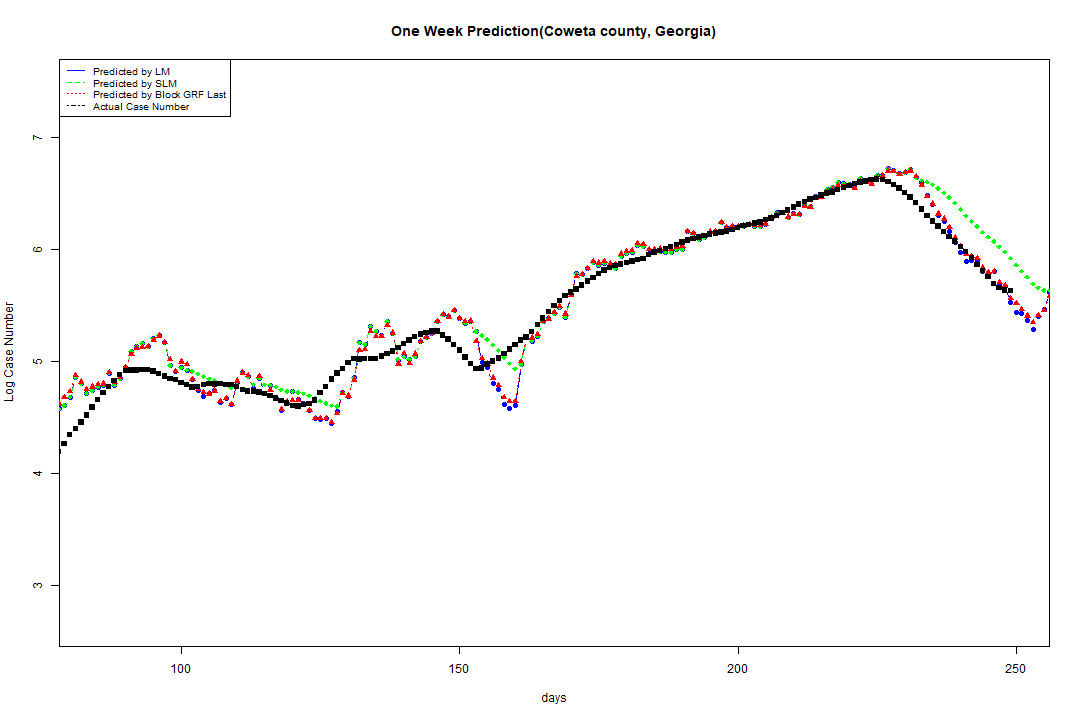 One Week Prediction(Coweta county, Georgia)
Predicted by LM
Predicted by SLM
Predicted by Block GRF Last
Actual Case Number
Log Case Number
7
6
5
4
3
100 150 200 250
days